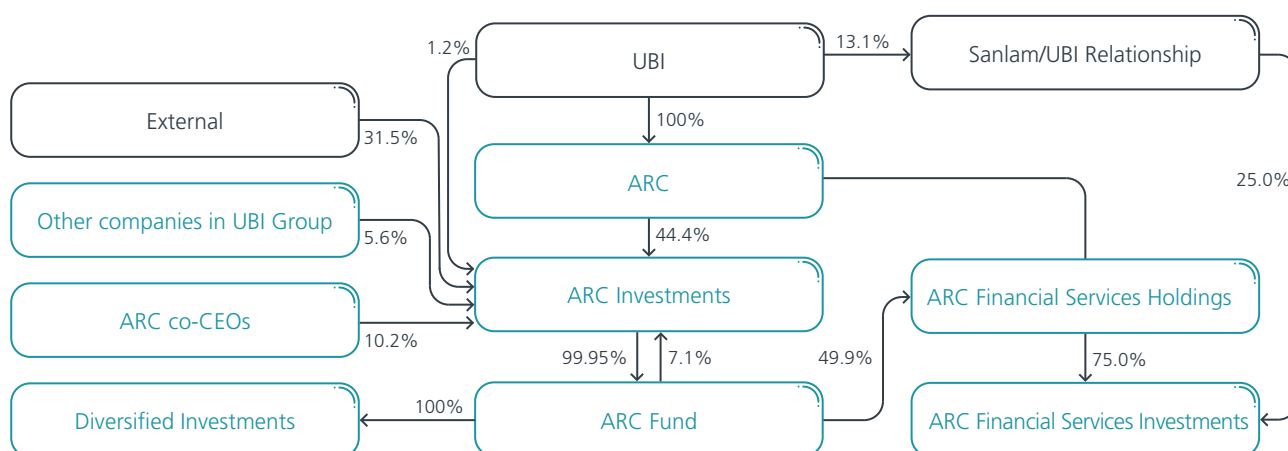 1.2%
UBI
13.1%
Sanlam/UBI Relationship
External
31.5%
100%
ARC
25.0%
Other companies in UBI Group
5.6%
44.4%
ARC Investments
ARC Financial Services Holdings
ARC co-CEOs
10.2%
99.95%
7.1%
49.9%
75.0%
Diversified Investments
100%
ARC Fund
ARC Financial Services Investments